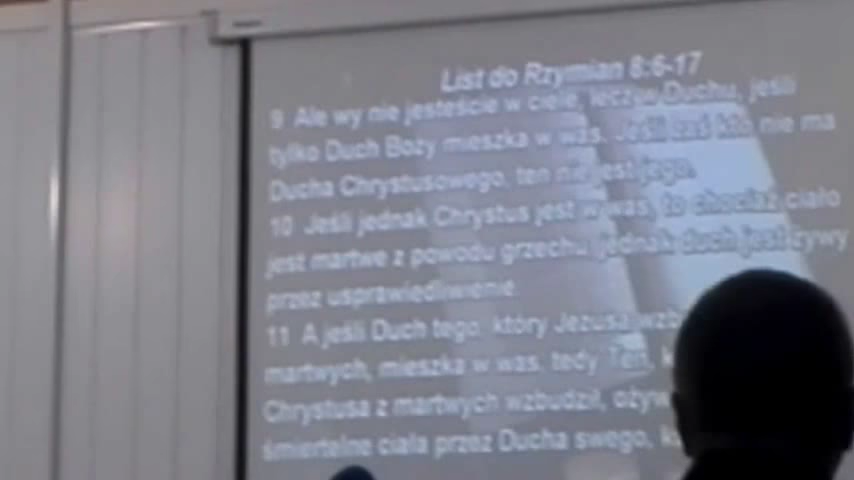 List do Rzymian 8:6-17
9 Ale wy nie jesteście w ciele, lecz w Duchu, jeśli
tylko Duch Boży mieszka w was. Jeśli zaś kto nie ma
Ducha Chrystusowego, ten nie jest jego.
10 Jeśli jednak Chrystus jest w was, to chociaż ciało
jest martwe z powodu grzechu, jednak duch jest żywy
przez usprawiedliwienie
11 A jeśli Duch tego, który Jezusa wzb
martwych, mieszka w was, tedy Ten, k
Chrystusa z martwych wzbudził, ożyw
śmiertelne ciała przez Ducha swego, k